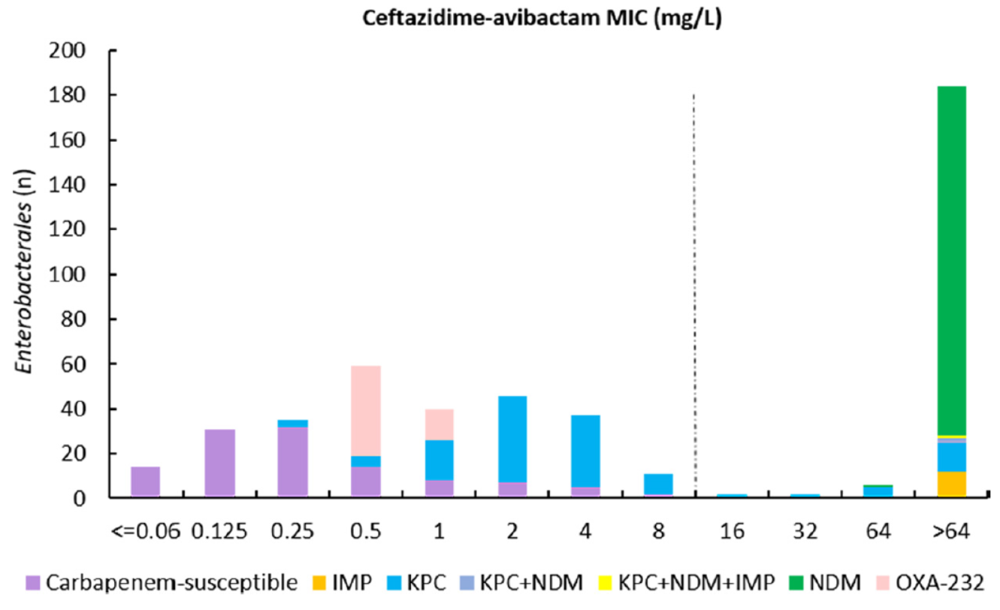 Ceftazidime-avibactam MIC (mg/L)
Enterobacterales (n)
200
180
160
140
120
100
80
60
40
20
0
<=0.06 0.125 0.25 0.5 1 2 4 8 16 32 64 >64
Carbapenem-susceptible IMP KPC KPC+NDM KPC+NDM+IMP NDM OXA-232